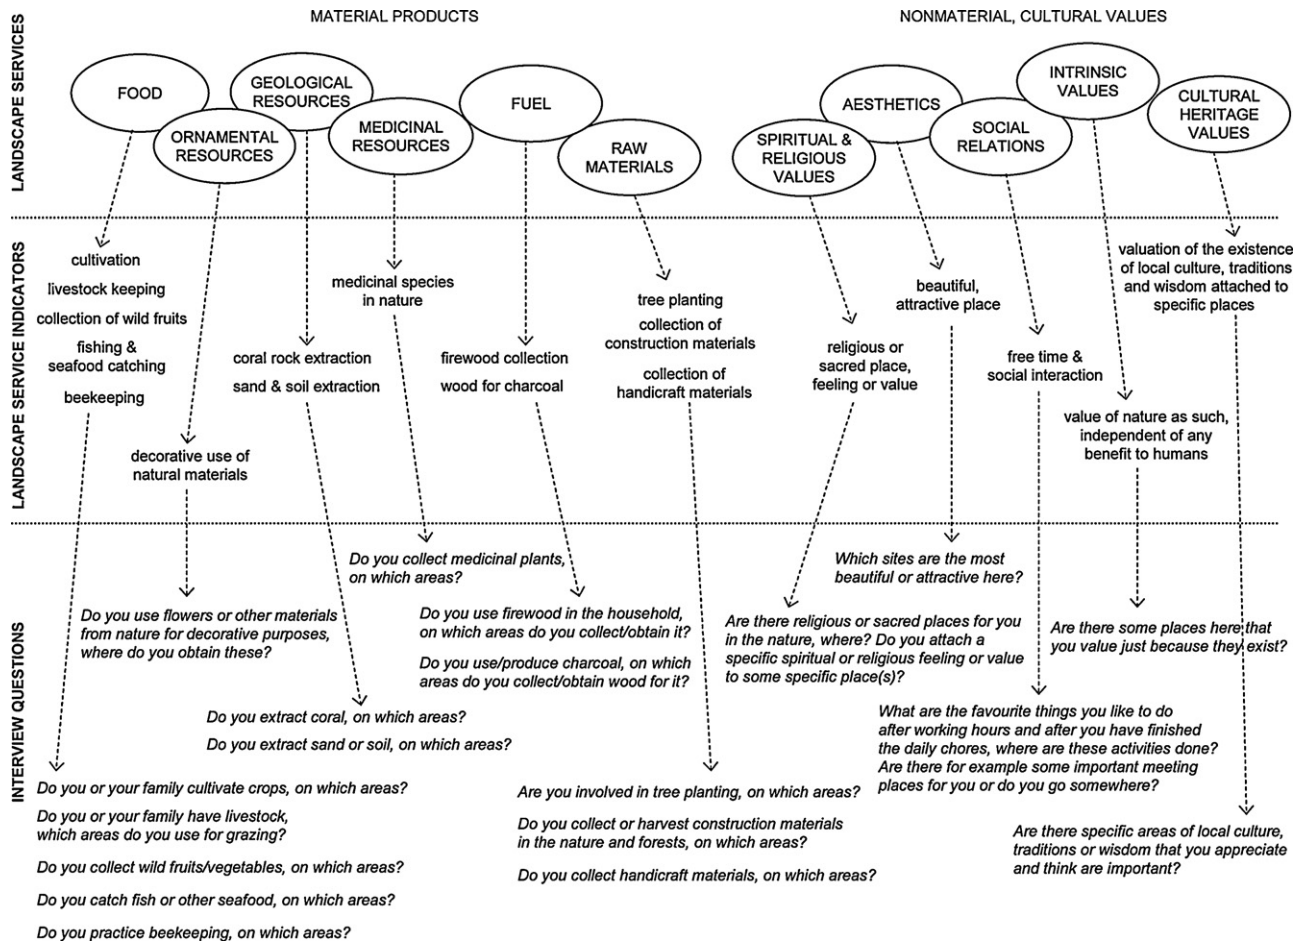 MATERIAL PRODUCTS
NONMATERIAL, CULTURAL VALUES
LANDSCAPE SERVICES
FOOD
GEOLOGICAL
RESOURCES
ORNAMENTAL
RESOURCES
MEDICINAL
RESOURCES
FUEL
RAW
MATERIALS
SPIRITUAL &
RELIGIOUS
VALUES
AESTHETICS
SOCIAL
RELATIONS
INTRINSIC
VALUES
CULTURAL
HERITAGE
VALUES
LANDSCAPE SERVICE INDICATORS
cultivation
livestock keeping
collection of wild fruits
fishing &
seafood catching
beekeeping
decorative use of
natural materials
coral rock extraction
sand & soil extraction
medicinal species
in nature
firewood collection
wood for charcoal
tree planting
collection of
construction materials
collection of
handicraft materials
religious or
sacred place,
feeling or value
beautiful,
attractive place
free time &
social interaction
value of nature as such,
independent of any
benefit to humans
valuation of the existence
of local culture, traditions
and wisdom attached to
specific places
INTERVIEW QUESTIONS
Do you collect medicinal plants,
on which areas?
Do you use flowers or other materials
from nature for decorative purposes,
where do you obtain these?
Do you use firewood in the household,
on which areas do you collect/obtain it?
Do you use/produce charcoal, on which
areas do you collect/obtain wood for it?
Do you extract coral, on which areas?
Do you extract sand or soil, on which areas?
Do you or your family cultivate crops, on which areas?
Do you or your family have livestock,
which areas do you use for grazing?
Do you collect wild fruits/vegetables, on which areas?
Do you catch fish or other seafood, on which areas?
Do you practice beekeeping, on which areas?
Are you involved in tree planting, on which areas?
Do you collect or harvest construction materials
in the nature and forests, on which areas?
Do you collect handicraft materials, on which areas?
Which sites are the most
beautiful or attractive here?
Are there religious or sacred places for you
in the nature, where? Do you attach a
specific spiritual or religious feeling or value
to some specific place(s)?
Are there some places here that
you value just because they exist?
What are the favourite things you like to do
after working hours and after you have finished
the daily chores, where are these activities done?
Are there for example some important meeting
places for you or do you go somewhere?
Are there specific areas of local culture,
traditions or wisdom that you appreciate
and think are important?